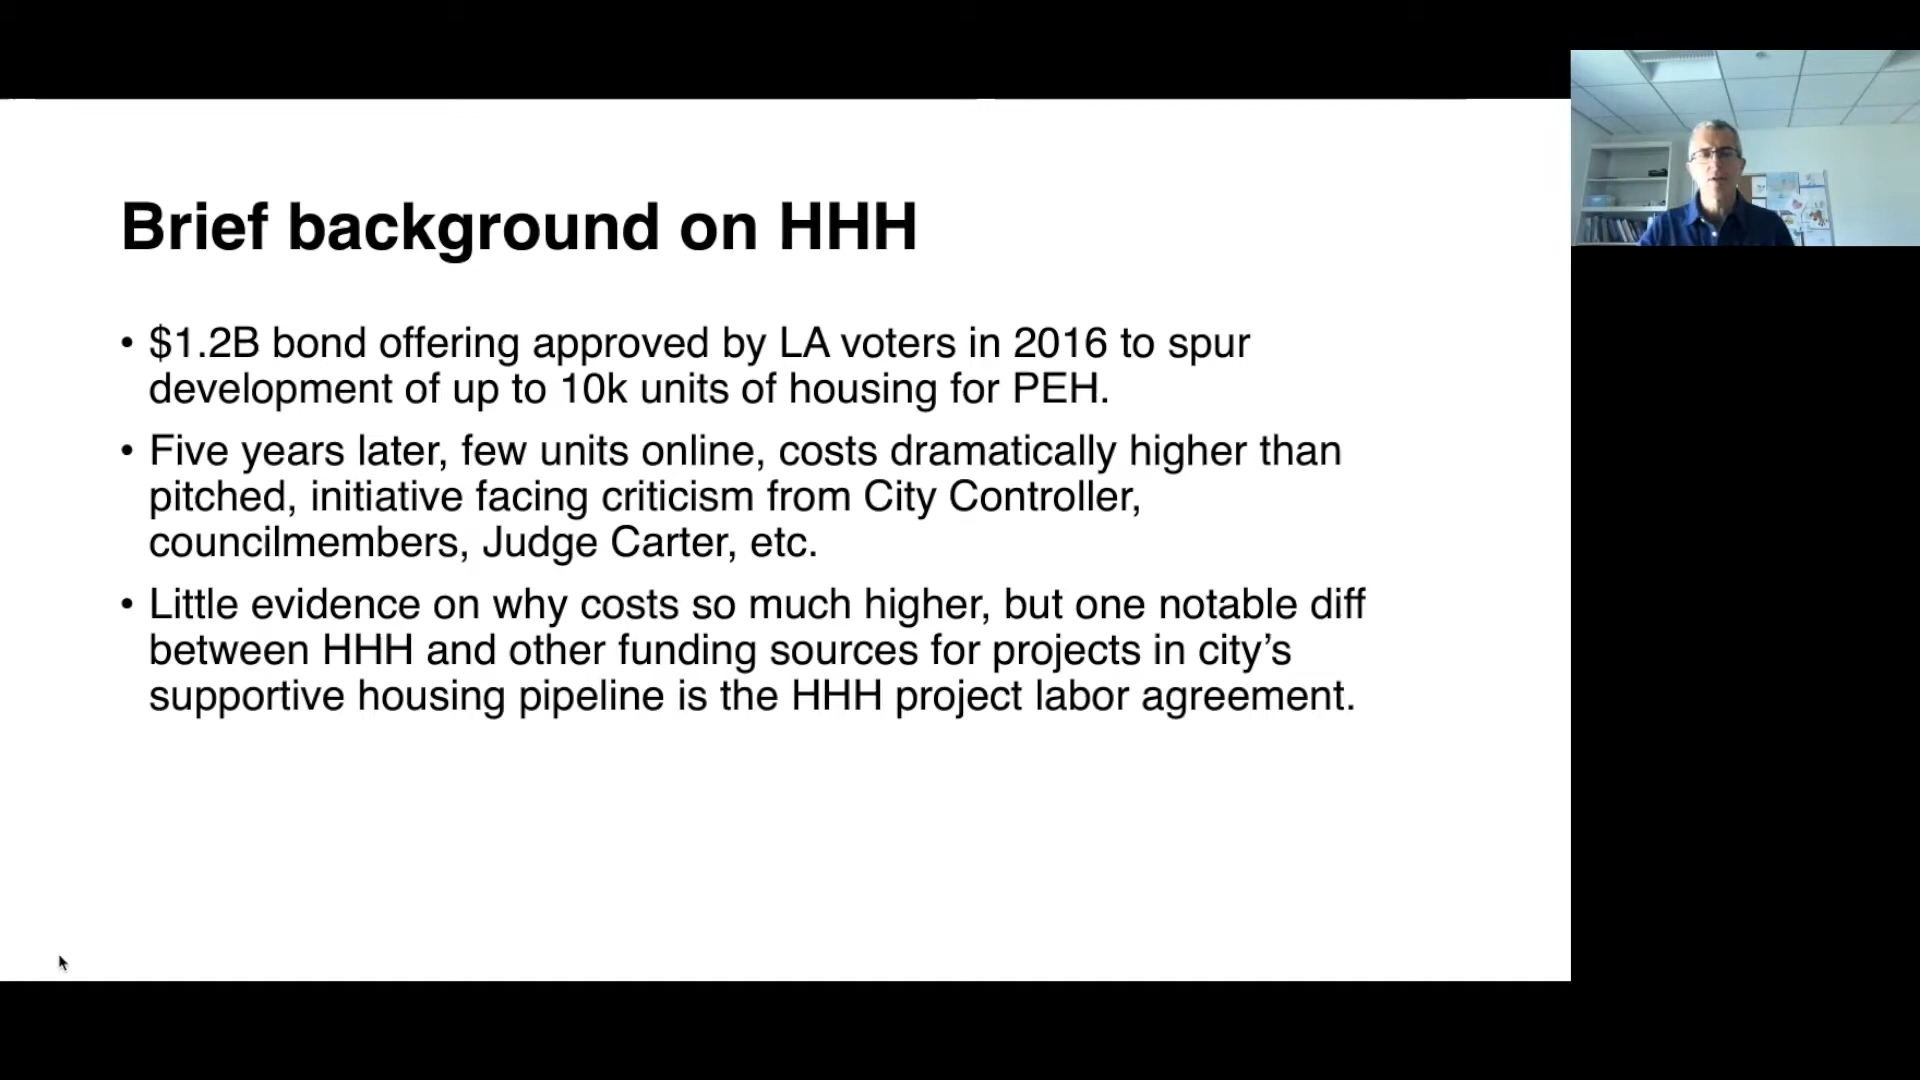 Brief background on HHH
• $1.2B bond offering approved by LA voters in 2016 to spur
development of up to 10k units of housing for PEH.
• Five years later, few units online, costs dramatically higher than
pitched, initiative facing criticism from City Controller,
councilmembers, Judge Carter, etc.
• Little evidence on why costs so much higher, but one notable diff
between HHH and other funding sources for projects in city’s
supportive housing pipeline is the HHH project labor agreement.